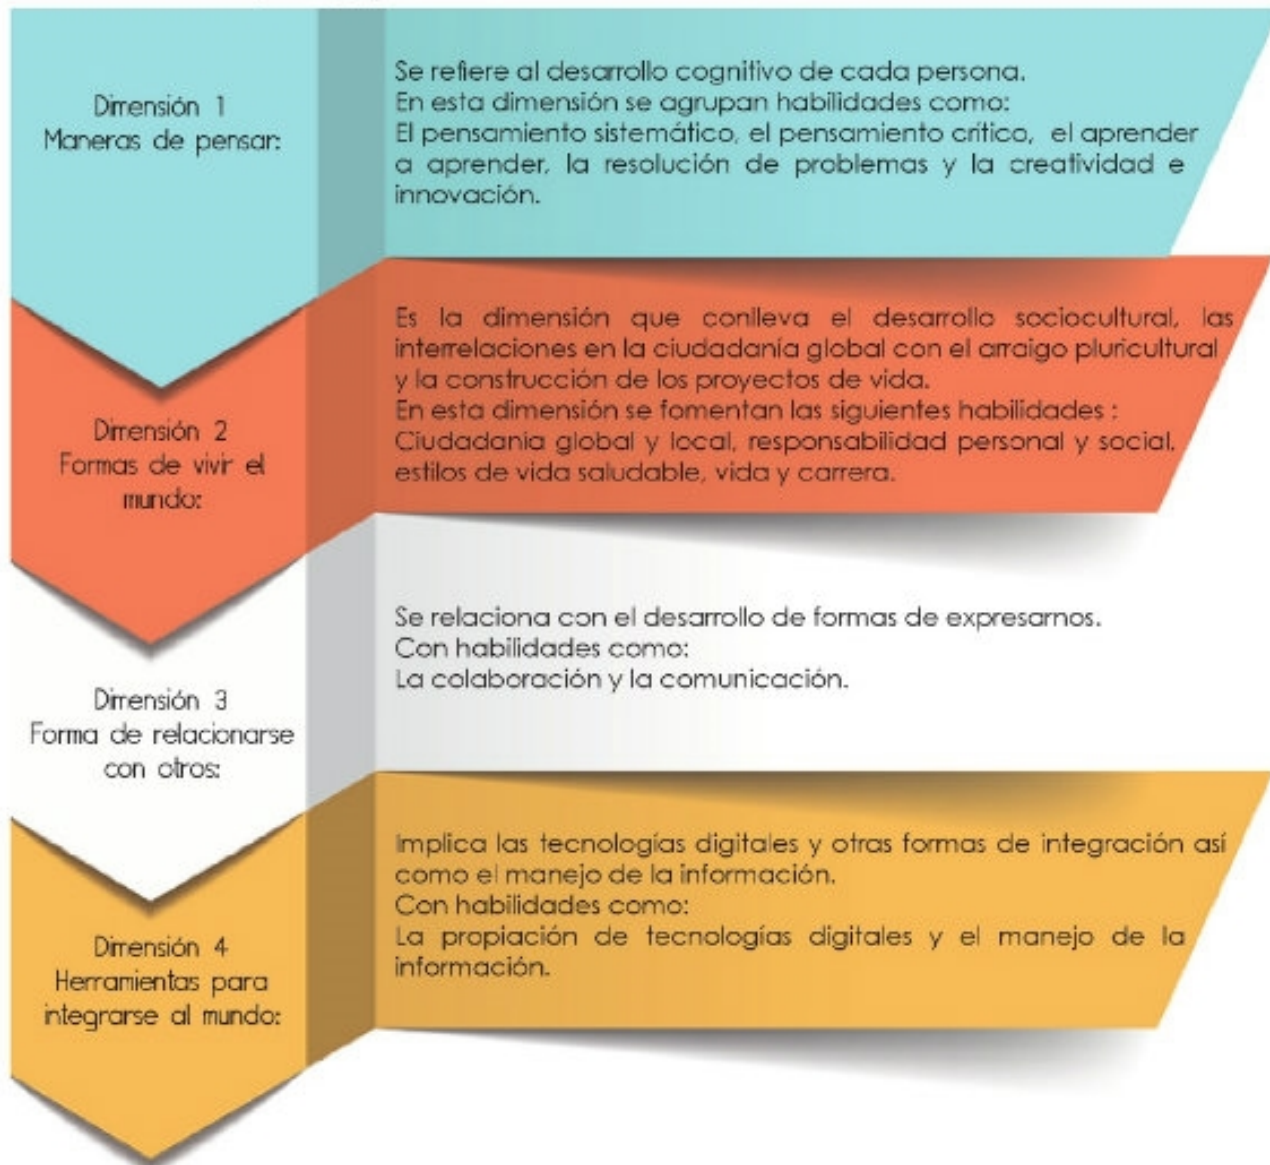 Dimensión 1
Maneras de pensar:
Se refiere al desarrollo cognitivo de cada persona.
En esta dimensión se agrupan habilidades como:
El pensamiento sistemático, el pensamiento crítico, el aprender
a aprender, la resolución de problemas y la creatividad e
innovación.
Dimensión 2
Formas de vivir el
mundo:
Es la dimensión que conlleva el desarrollo sociocultural, las
interrelaciones en la ciudadanía global con el arraigo pluricultural
y la construcción de los proyectos de vida.
En esta dimensión se fomentan las siguientes habilidades :
Ciudadanía global y local, responsabilidad personal y social,
estilos de vida saludable, vida y carrera.
Dimensión 3
Forma de relacionarse
con otros:
Se relaciona con el desarrollo de formas de expresarnos.
Con habilidades como:
La colaboración y la comunicación.
Dimensión 4
Herramientas para
integrarse al mundo:
Implica las tecnologías digitales y otras formas de integración así
como el manejo de la información.
Con habilidades como:
La propiación de tecnologías digitales y el manejo de la
información.